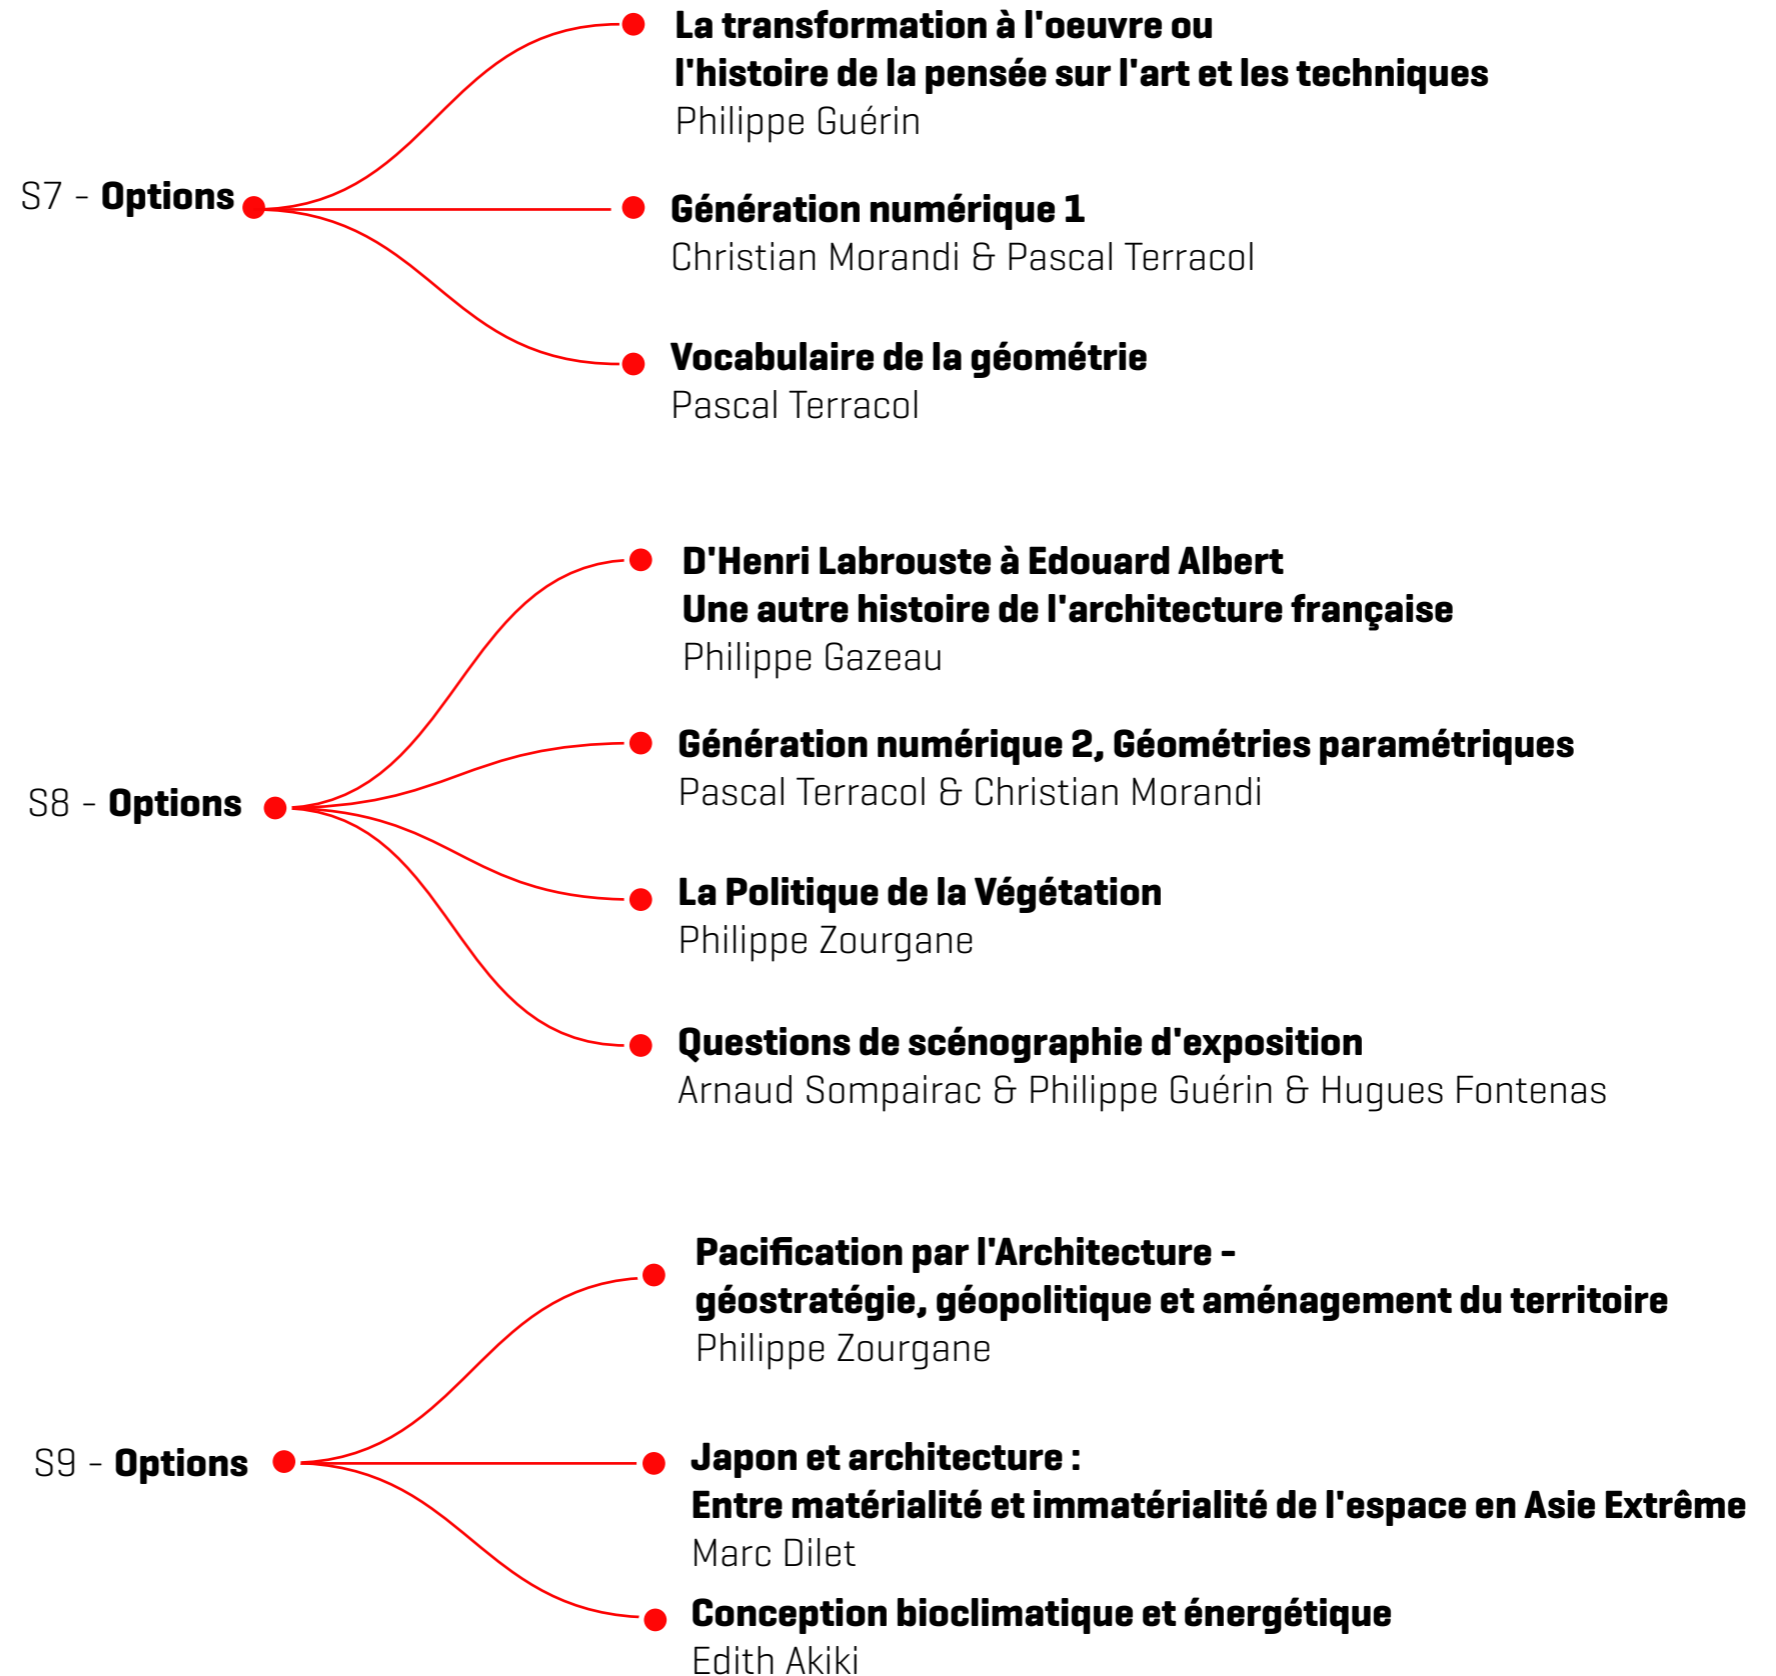 La transformation à l'oeuvre ou
l'histoire de la pensée sur l'art et les techniques
Philippe Guérin
S7 - Options
Génération numérique 1
Christian Morandi & Pascal Terracol
Vocabulaire de la géométrie
Pascal Terracol
D'Henri Labrouste à Edouard Albert
Une autre histoire de l'architecture française
Philippe Gazeau
Génération numérique 2, Géométries paramétriques
Pascal Terracol & Christian Morandi
S8 - Options
La Politique de la Végétation
Philippe Zourgane
Questions de scénographie d'exposition
Arnaud Sompairac & Philippe Guérin & Hugues Fontenas
Pacification par l'Architecture -
géostratégie, géopolitique et aménagement du territoire
Philippe Zourgane
S9 - Options
Japon et architecture :
Entre matérialité et immatérialité de l'espace en Asie Extrême
Marc Dilet
Conception bioclimatique et énergétique
Edith Akiki